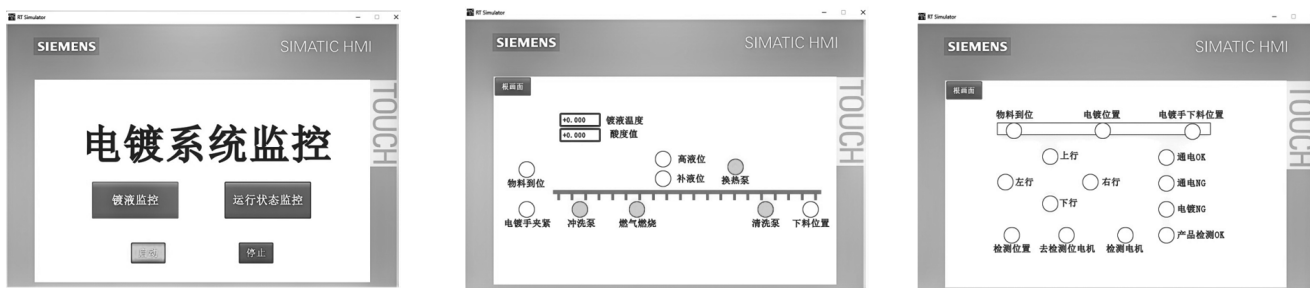 RT Simulator
SIEMENS
SIMATIC HMI
TOUCH
电镀系统监控
镀液监控
运行状态监控
启动
停止
RT Simulator
SIEMENS
SIMATIC HMI
TOUCH
根画面
+0.000 镀液温度
+0.000 酸度值
高液位
物料到位
补液位
换热泵
电镀手夹紧
冲洗泵
燃气燃烧
清洗泵
下料位置
RT Simulator
SIEMENS
SIMATIC HMI
TOUCH
根画面
物料到位
电镀位置
电镀手下料位置
上行
通电OK
左行
右行
通电NG
下行
电镀NG
产品检测OK
检测位置
去检测位电机
检测电机